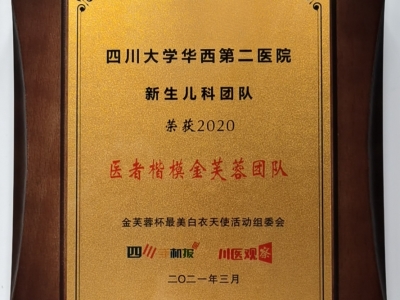 四川大学华西第二医院
新生儿科团队
荣获2020
医者楷模金芙蓉团队
金芙蓉杯最美白衣天使活动组委会
四川手机报 川医观察
二〇二一年三月